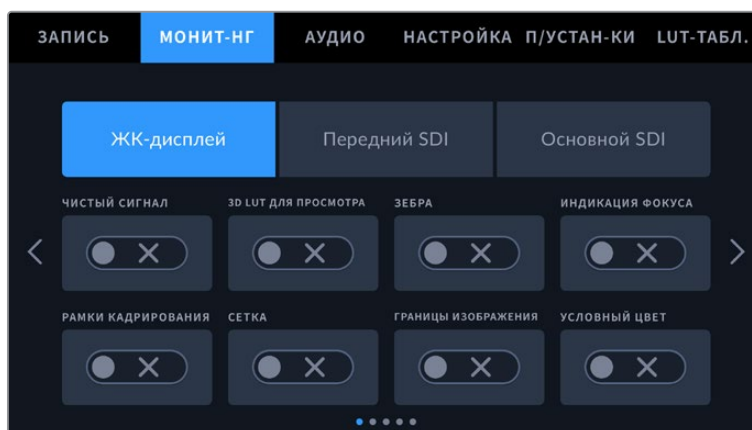 ЗАПИСЬ МОНИТ-НГ АУДИО НАСТРОЙКА П/УСТАН-КИ LUT-ТАБЛ.
ЖК-дисплей Передний SDI Основной SDI
ЧИСТЫЙ СИГНАЛ 3D LUT ДЛЯ ПРОСМОТРА ЗЕБРА ИНДИКАЦИЯ ФОКУСА
РАМКИ КАДРИРОВАНИЯ СЕТКА ГРАНИЦЫ ИЗОБРАЖЕНИЯ УСЛОВНЫЙ ЦВЕТ